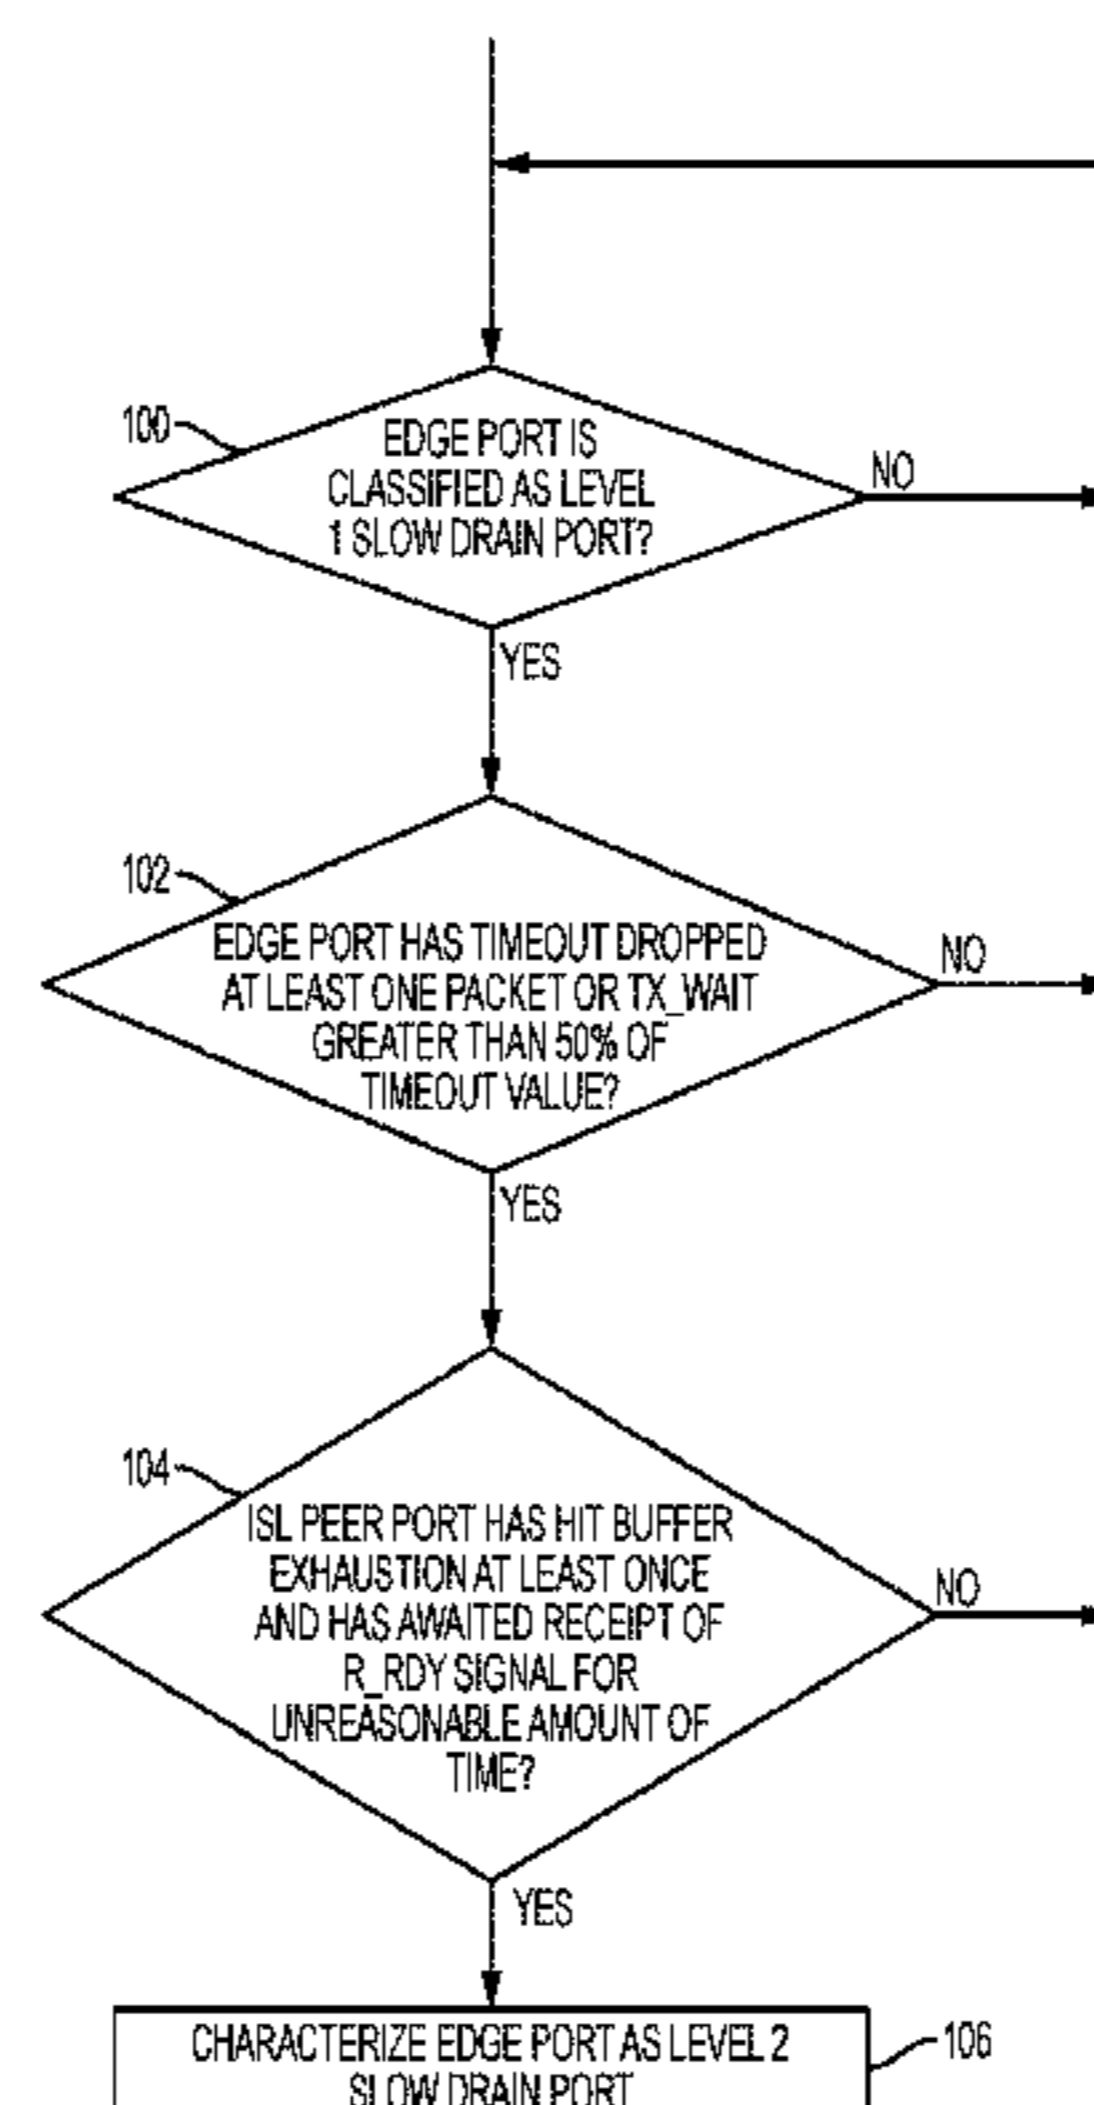 100
EDGE PORT IS
CLASSIFIED AS LEVEL
1 SLOW DRAIN PORT?
NO
YES
102
EDGE PORT HAS TIMEOUT DROPPED
AT LEAST ONE PACKET OR TX_WAIT
GREATER THAN 50% OF
TIMEOUT VALUE?
NO
YES
104
ISL PEER PORT HAS HIT BUFFER
EXHAUSTION AT LEAST ONCE
AND HAS AWAITED RECEIPT OF
R_RDY SIGNAL FOR
UNREASONABLE AMOUNT OF
TIME?
NO
YES
CHARACTERIZE EDGE PORT AS LEVEL 2
SLOW DRAIN PORT
106